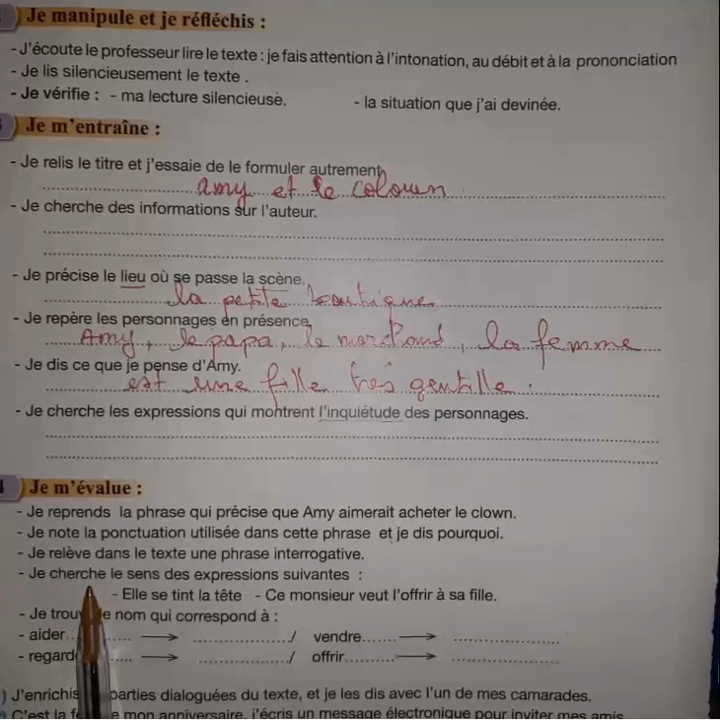 Je manipule et je réfléchis :
- J'écoute le professeur lire le texte : je fais attention à l'intonation, au débit et à la prononciation
- Je lis silencieusement le texte .
- Je vérifie : - ma lecture silencieuse. - la situation que j'ai devinée.
Je m'entraîne :
- Je relis le titre et j'essaie de le formuler autrement
amy et le
- Je cherche des informations sur l'auteur.
- Je précise le lieu où se passe la scène.
la petite boutique
- Je repère les personnages en présence.
Amy, le papa, le marchand, la femme
- Je dis ce que je pense d'Amy.
est une fille très gentille.
- Je cherche les expressions qui montrent l'inquiétude des personnages.
4 Je m'évalue :
- Je reprends la phrase qui précise que Amy aimerait acheter le clown.
- Je note la ponctuation utilisée dans cette phrase et je dis pourquoi.
- Je relève dans le texte une phrase interrogative.
- Je cherche le sens des expressions suivantes :
- Elle se tint la tête - Ce monsieur veut l'offrir à sa fille.
- Je trou e nom qui correspond à :
- aider / vendre
- regard / offrir
) J'enrichis parties dialoguées du texte, et je les dis avec l'un de mes camarades.
C'est la f e mon anniversaire, j'écris un message électronique pour inviter mes amis